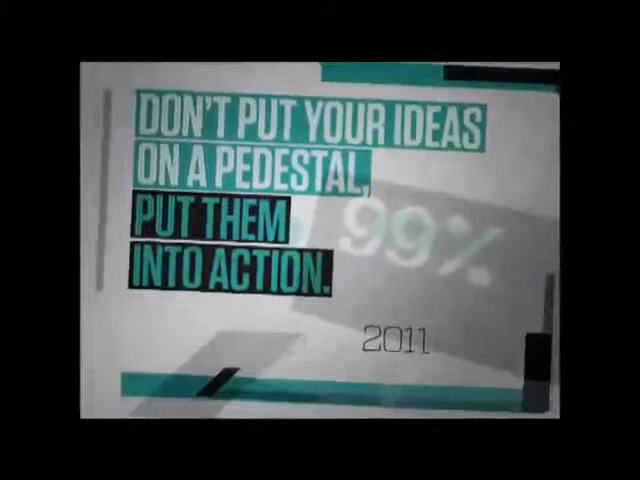 DON'T PUT YOUR IDEAS
ON A PEDESTAL,
PUT THEM
INTO ACTION.
99%
2011